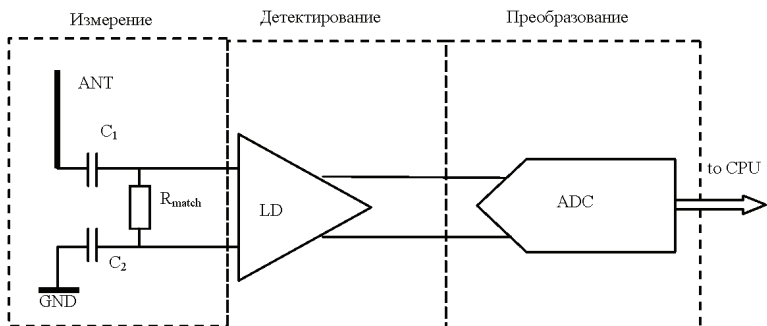 Измерение
Детектирование
Преобразование
ANT
C1
Rmatch
C2
GND
LD
ADC
to CPU